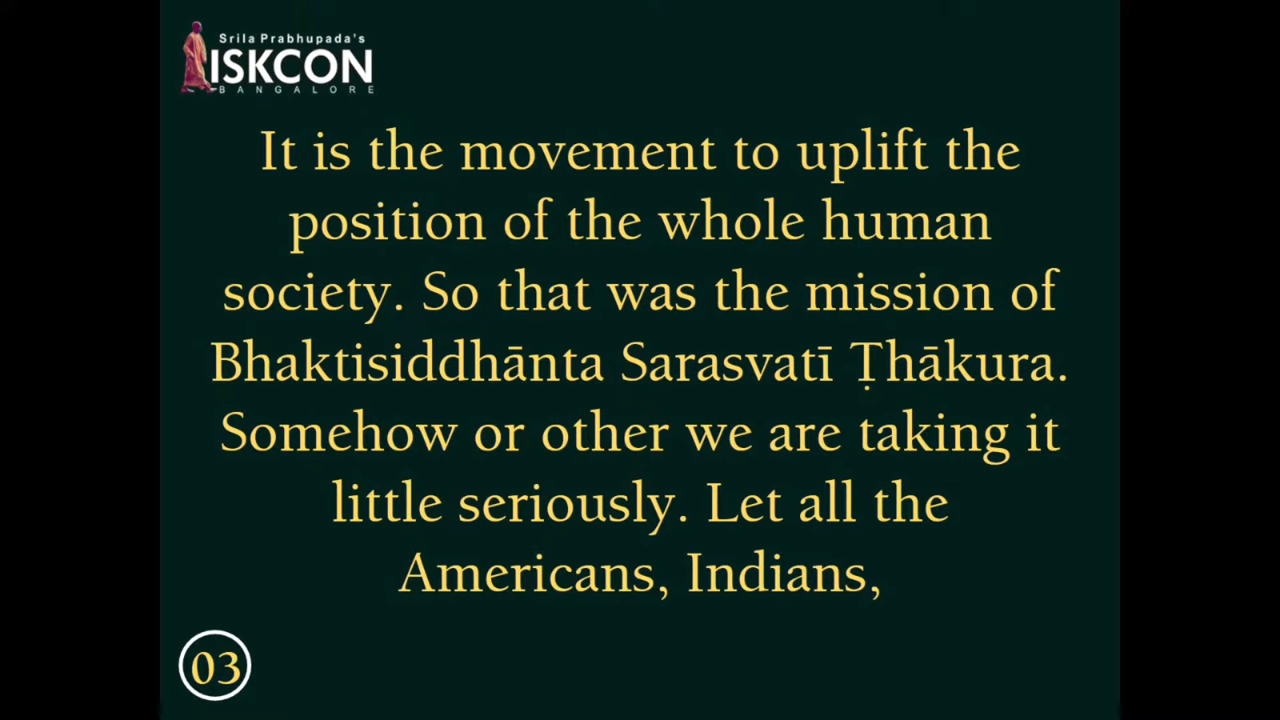 Srila Prabhupada's
ISKCON
BANGALORE
It is the movement to uplift the
position of the whole human
society. So that was the mission of
Bhaktisiddhānta Sarasvatī Ṭhākura.
Somehow or other we are taking it
little seriously. Let all the
Americans, Indians,
03